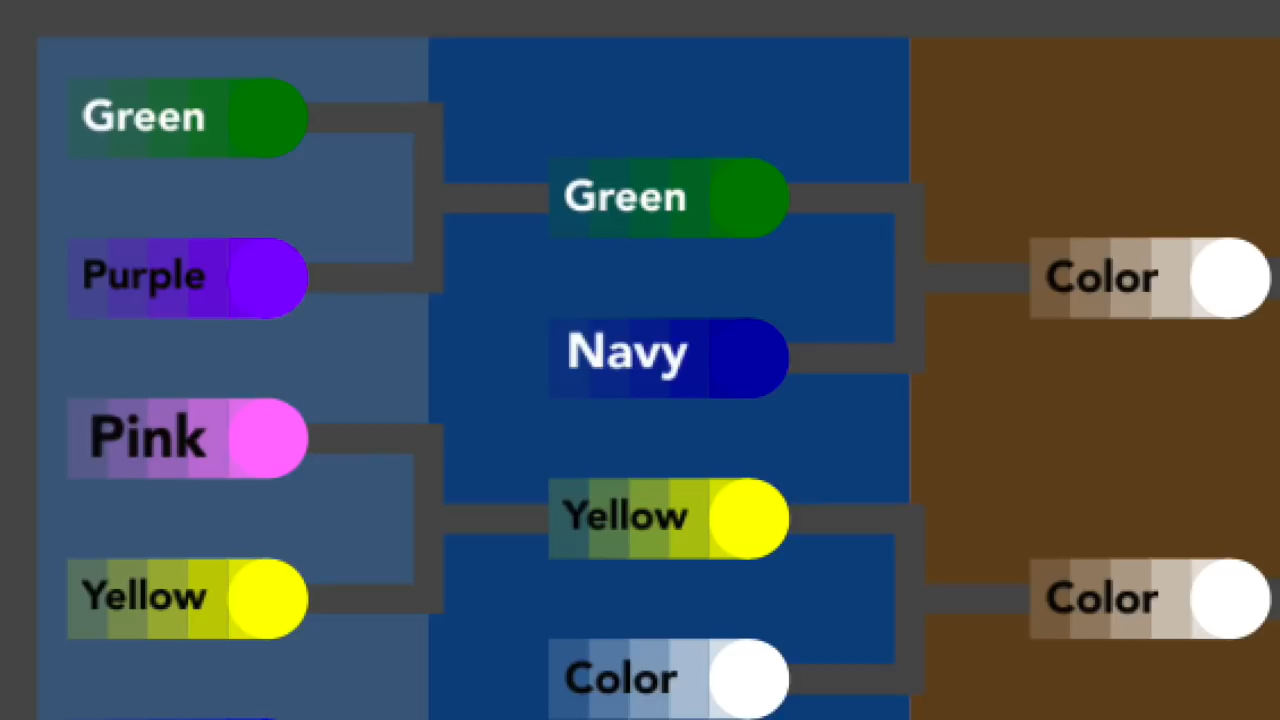 Green
Purple
Pink
Yellow
Green
Navy
Yellow
Color
Color
Color